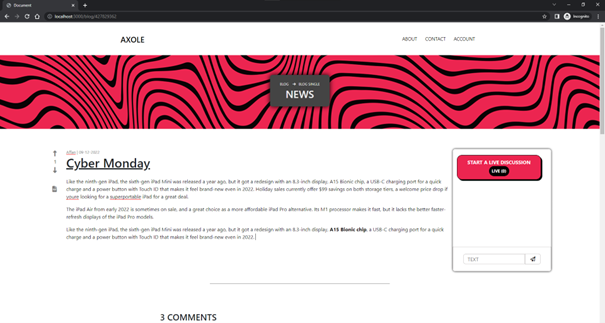 Document
Incognito
localhost:3000/blog/827839362
AXOLE
ABOUT CONTACT ACCOUNT
BLOG ➔ BLOG SINGLE
NEWS
1
Cyber Monday
Like the ninth-gen iPad, the sixth-gen iPad Mini was released a year ago, but it got a redesign with an 8.3-inch display. A15 Bionic chip, a USB-C charging port for a quick
charge and a power button with Touch ID that makes it feel brand-new even in 2022. Holiday sales currently offer $99 savings on both storage tiers, a welcome price drop if
youre looking for a superportable iPad for a great deal.
The iPad Air from early 2022 is sometimes on sale, and a great choice as a more affordable iPad Pro alternative. Its M1 processor makes it fast, but it lacks the better faster-
refresh displays of the iPad Pro models.
Like the ninth-gen iPad, the sixth-gen iPad Mini was released a year ago, but it got a redesign with an 8.3-inch display. A15 Bionic chip, a USB-C charging port for a quick
charge and a power button with Touch ID that makes it feel brand-new even in 2022.
START A LIVE DISCUSSION
LIVE (0)
TEXT
3 COMMENTS